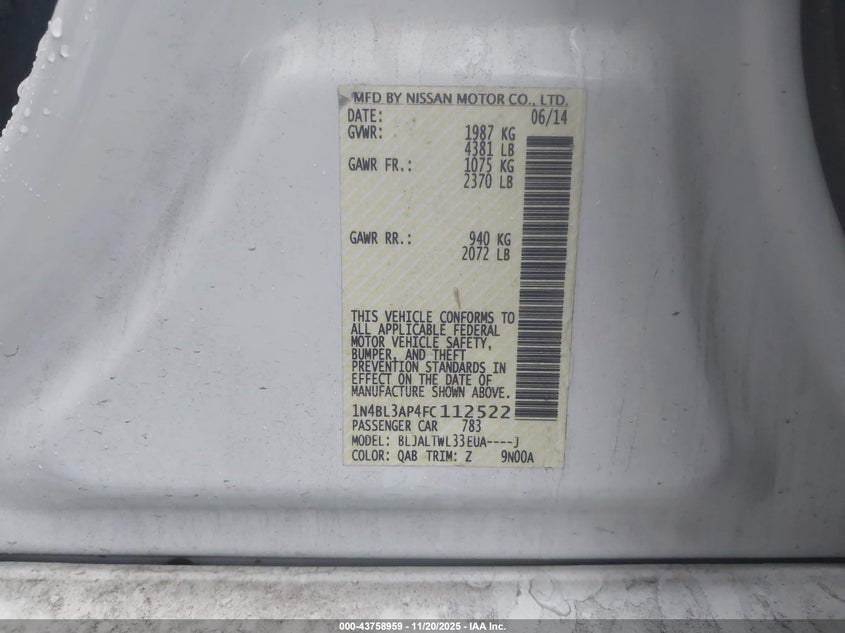 MFD BY NISSAN MOTOR CO., LTD.
DATE: 06/14
GVWR: 1987 KG
4381 LB
GAWR FR.: 1075 KG
2370 LB
GAWR RR.: 940 KG
2072 LB
THIS VEHICLE CONFORMS TO
ALL APPLICABLE FEDERAL
MOTOR VEHICLE SAFETY,
BUMPER, AND THEFT
PREVENTION STANDARDS IN
EFFECT ON THE DATE OF
MANUFACTURE SHOWN ABOVE.
1N4BL3AP4FC112522
PASSENGER CAR 783
MODEL: BLJALTWL33EUA----J
COLOR: QAB TRIM: Z 9N00A
000-43758959 — 11/20/2025 — IAA Inc.